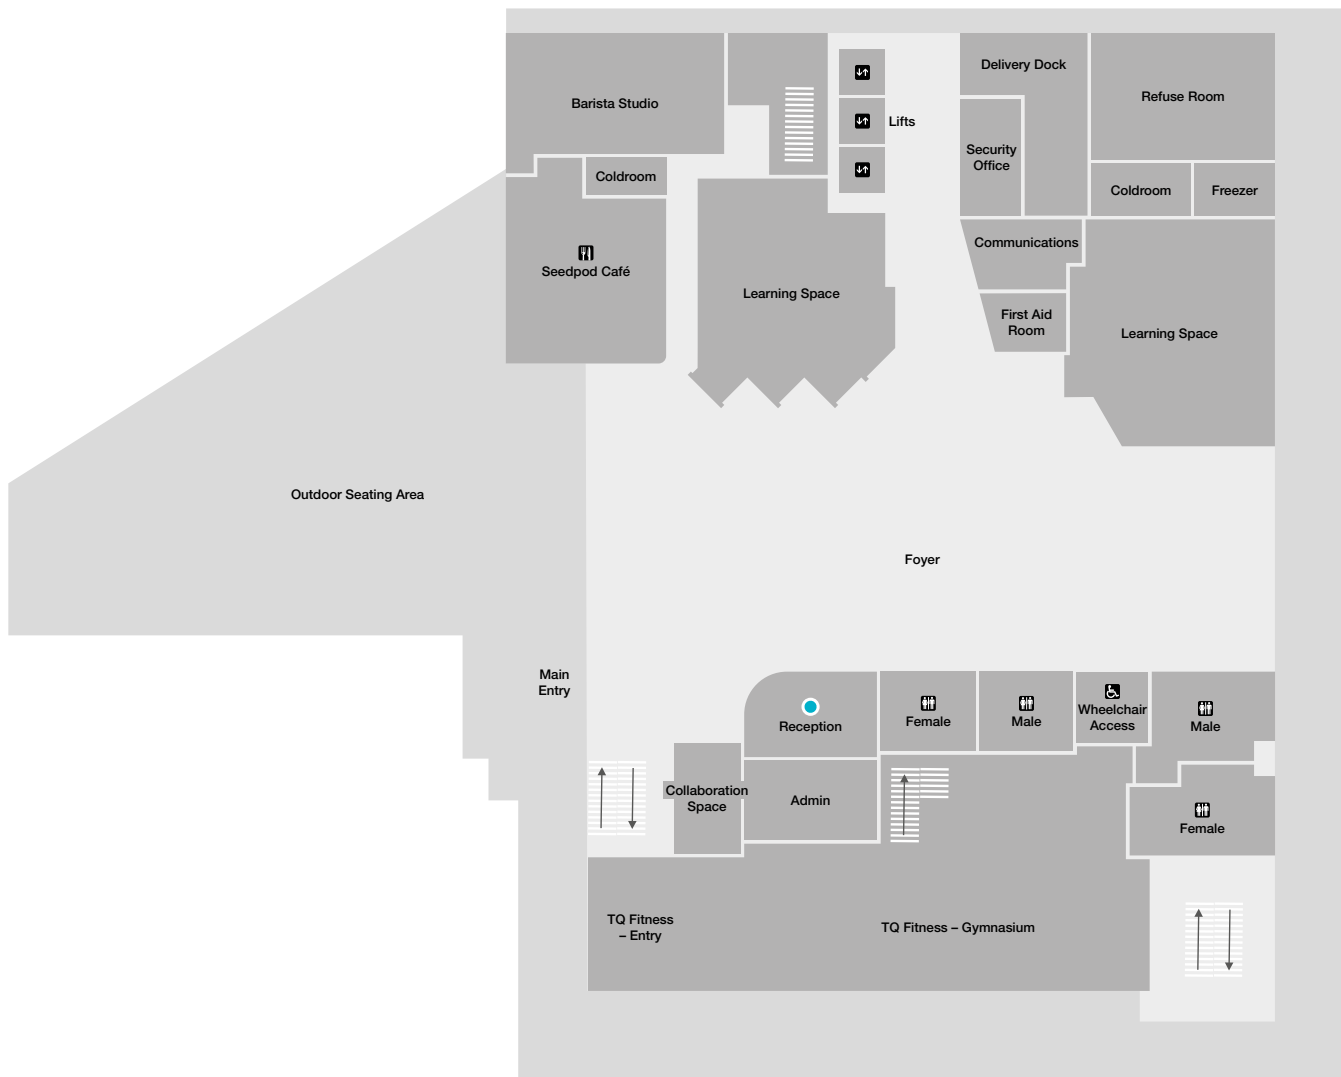 Delivery Dock
Refuse Room
Barista Studio
Lifts
Security
Office
Coldroom
Coldroom
Freezer
Communications
Seedpod Café
Learning Space
First Aid
Room
Learning Space
Outdoor Seating Area
Foyer
Main
Entry
Reception
Female
Male
Wheelchair
Access
Male
Collaboration
Space
Admin
Female
TQ Fitness
– Entry
TQ Fitness – Gymnasium